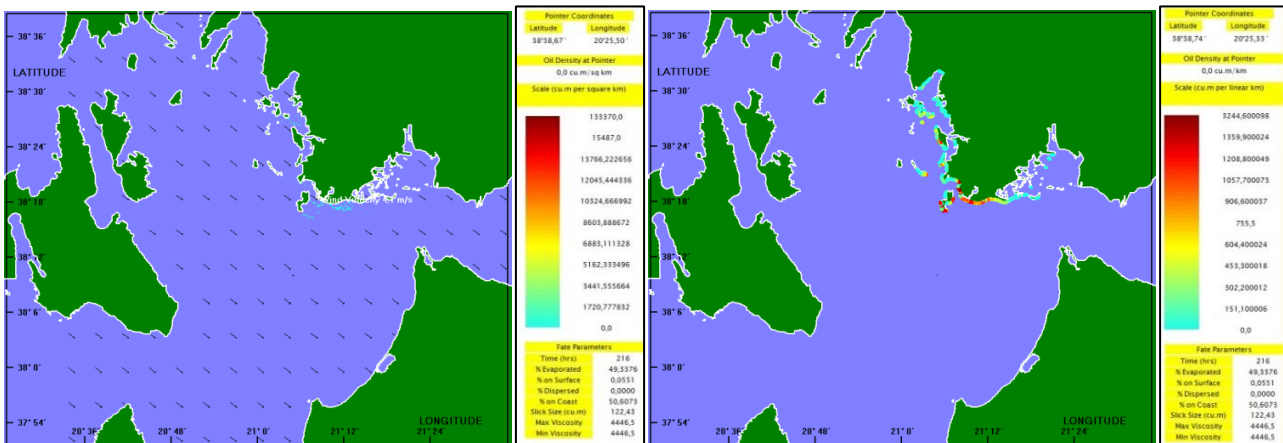 38° 36'
LATITUDE
38° 30'
38° 24'
38° 18'
38° 12'
38° 6'
38° 0'
37° 54'
Wind Velocity 4,1 m/s
LONGITUDE
20° 36' 20° 48' 21° 0' 21° 12' 21° 24'
Pointer Coordinates
Latitude Longitude
38°38,67' 20°25,50'
Oil Density at Pointer
0,0 cu.m/sq km
Scale (cu.m per square km)
133370,0
15487,0
13766,222656
12045,444336
10324,666992
8603,888672
6883,111328
5162,333496
3441,555664
1720,777832
0,0
Fate Parameters
Time (hrs) 216
% Evaporated 49,3376
% on Surface 0,0551
% Dispersed 0,0000
% on Coast 50,6073
Slick Size (cu.m) 122,43
Max Viscosity 4446,5
Min Viscosity 4446,5
38° 36'
LATITUDE
38° 30'
38° 24'
38° 18'
38° 12'
38° 6'
38° 0'
37° 54'
LONGITUDE
20° 36' 20° 48' 21° 0' 21° 12' 21° 24'
Pointer Coordinates
Latitude Longitude
38°38,74' 20°25,33'
Oil Density at Pointer
0,0 cu.m/km
Scale (cu.m per linear km)
3244,600098
1359,900024
1208,800049
1057,700073
906,600037
755,5
604,400024
453,300018
302,200012
151,100006
0,0
Fate Parameters
Time (hrs) 216
% Evaporated 49,3376
% on Surface 0,0551
% Dispersed 0,0000
% on Coast 50,6073
Slick Size (cu.m) 122,43
Max Viscosity 4446,5
Min Viscosity 4446,5